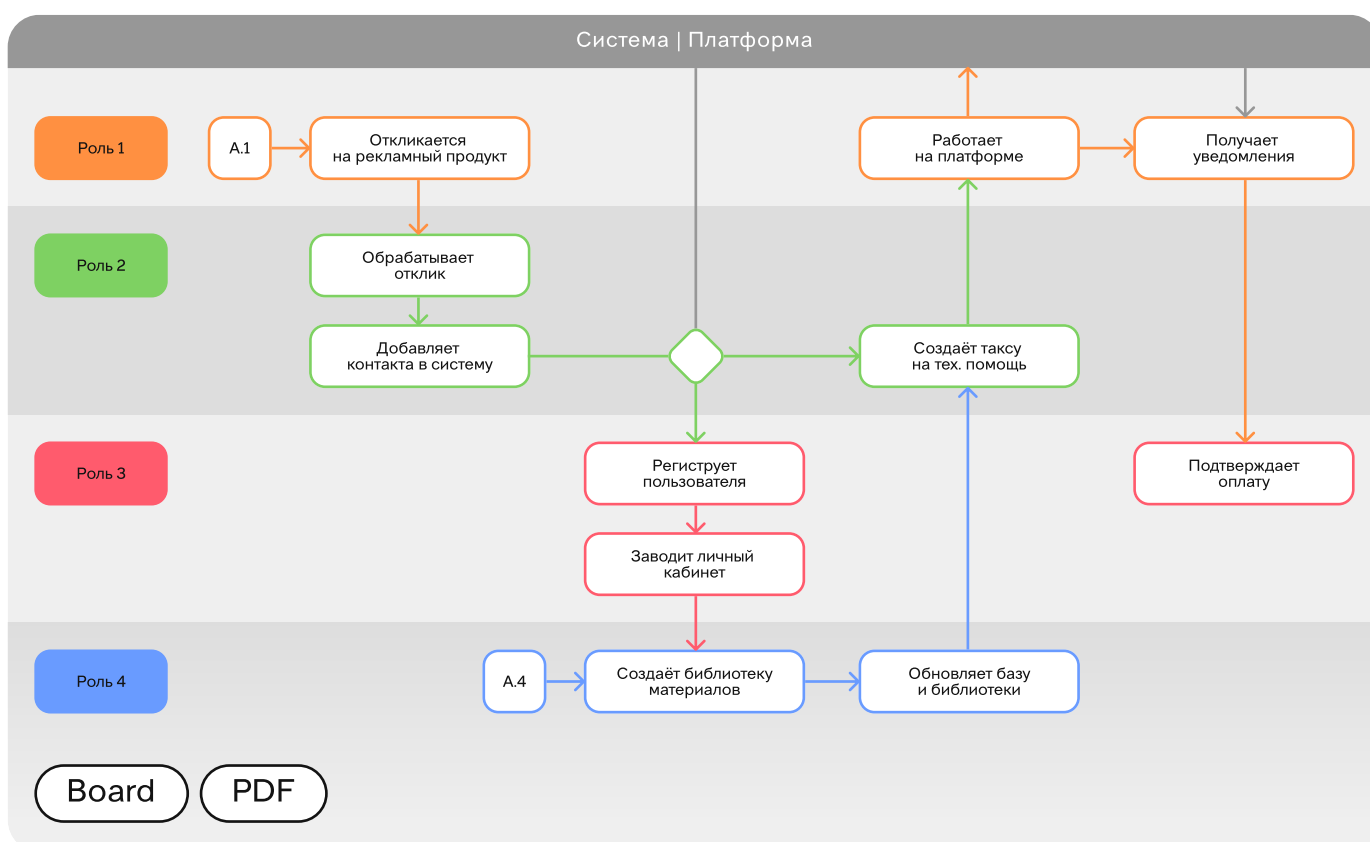 Система | Платформа
Роль 1
А.1
Откликается
на рекламный продукт
Работает
на платформе
Получает
уведомления
Роль 2
Обрабатывает
отклик
Добавляет
контакта в систему
Создаёт таксу
на тех. помощь
Роль 3
Региструет
пользователя
Подтверждает
оплату
Заводит личный
кабинет
Роль 4
А.4
Создаёт библиотеку
материалов
Обновляет базу
и библиотеки
Board
PDF